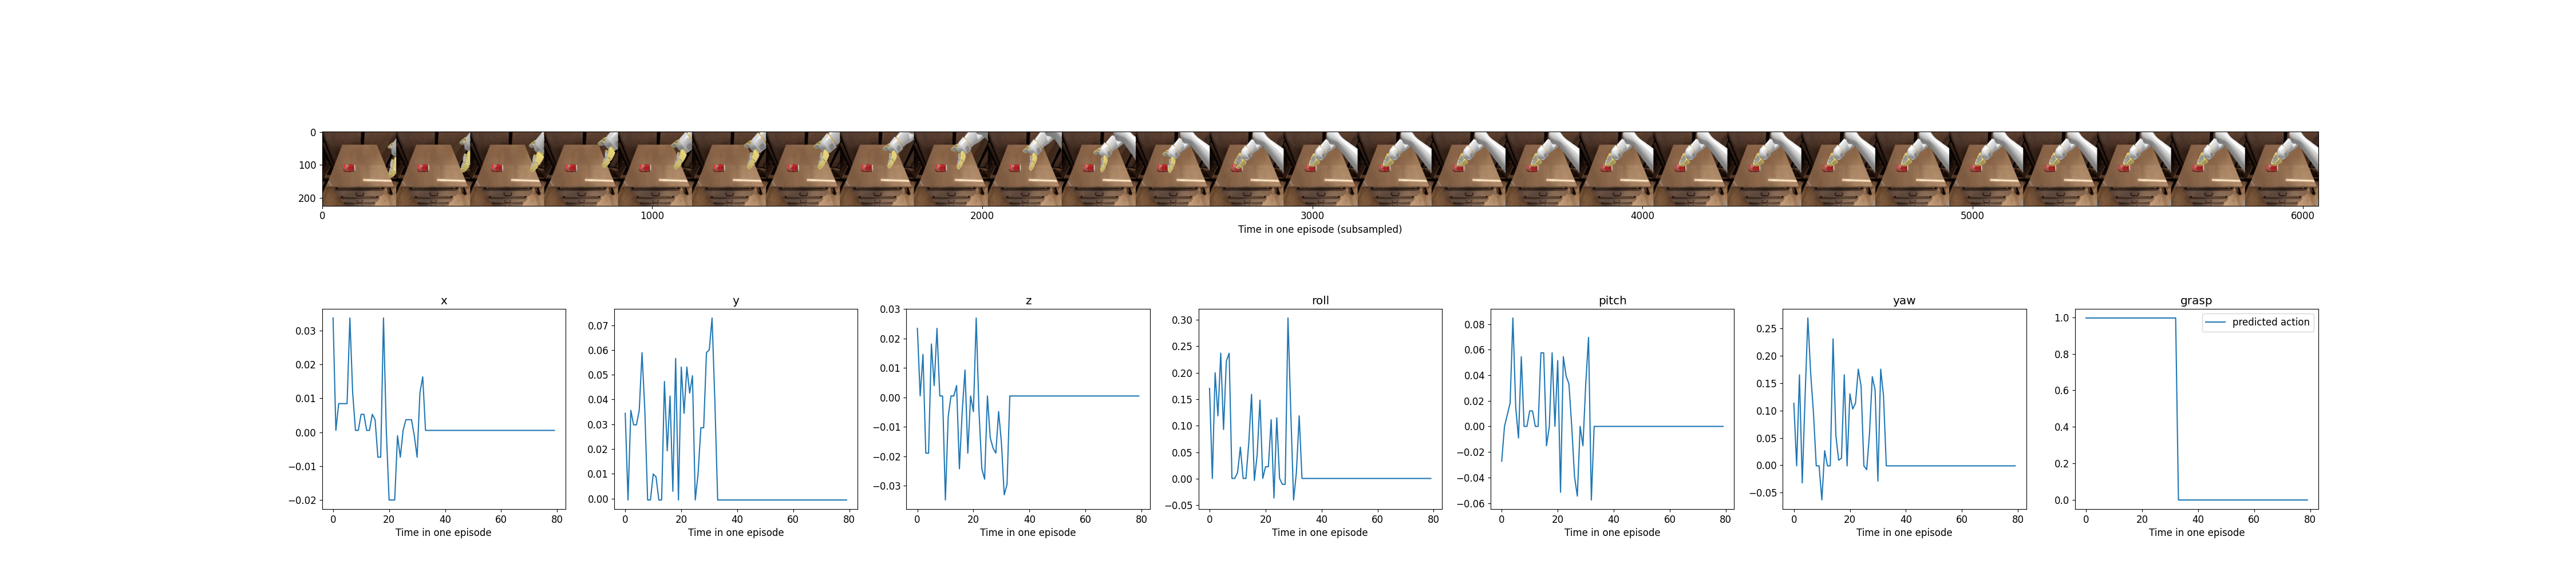 0
100
200
0 1000 2000 3000 4000 5000 6000
Time in one episode (subsampled)
x
0.03
0.02
0.01
0.00
−0.01
−0.02
0 20 40 60 80
Time in one episode
y
0.07
0.06
0.05
0.04
0.03
0.02
0.01
0.00
0 20 40 60 80
Time in one episode
z
0.03
0.02
0.01
0.00
−0.01
−0.02
−0.03
0 20 40 60 80
Time in one episode
roll
0.30
0.25
0.20
0.15
0.10
0.05
0.00
−0.05
0 20 40 60 80
Time in one episode
pitch
0.08
0.06
0.04
0.02
0.00
−0.02
−0.04
−0.06
0 20 40 60 80
Time in one episode
yaw
0.25
0.20
0.15
0.10
0.05
0.00
−0.05
0 20 40 60 80
Time in one episode
grasp
predicted action
1.0
0.8
0.6
0.4
0.2
0.0
0 20 40 60 80
Time in one episode